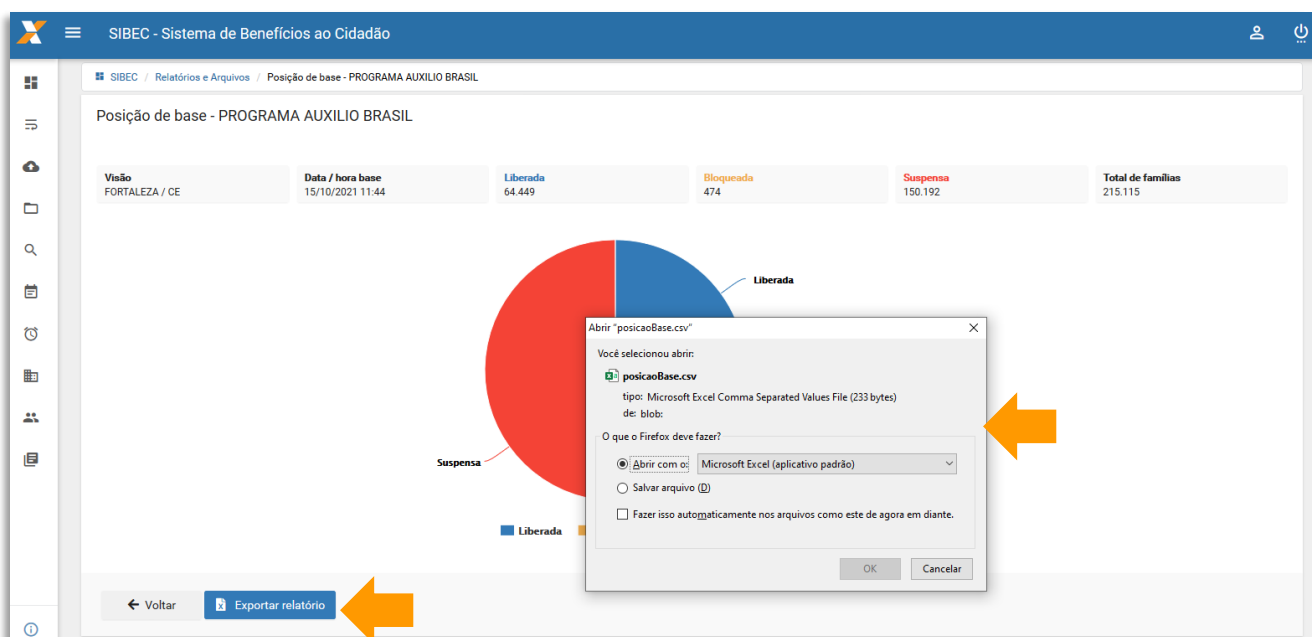 SIBEC - Sistema de Benefícios ao Cidadão
SIBEC / Relatórios e Arquivos / Posição de base - PROGRAMA AUXILIO BRASIL
Posição de base - PROGRAMA AUXILIO BRASIL
Visão Data / hora base Liberada Bloqueada Suspensa Total de famílias
FORTALEZA / CE 15/10/2021 11:44 64.449 474 150.192 215.115
Liberada
Abrir "posicaoBase.csv"
Você selecionou abrir:
posicaoBase.csv
tipo: Microsoft Excel Comma Separated Values File (233 bytes)
de: blob:
O que o Firefox deve fazer?
Abrir com o: Microsoft Excel (aplicativo padrão)
Suspensa
Salvar arquivo (D)
Fazer isso automaticamente nos arquivos como este de agora em diante.
Liberada
OK Cancelar
Voltar Exportar relatório